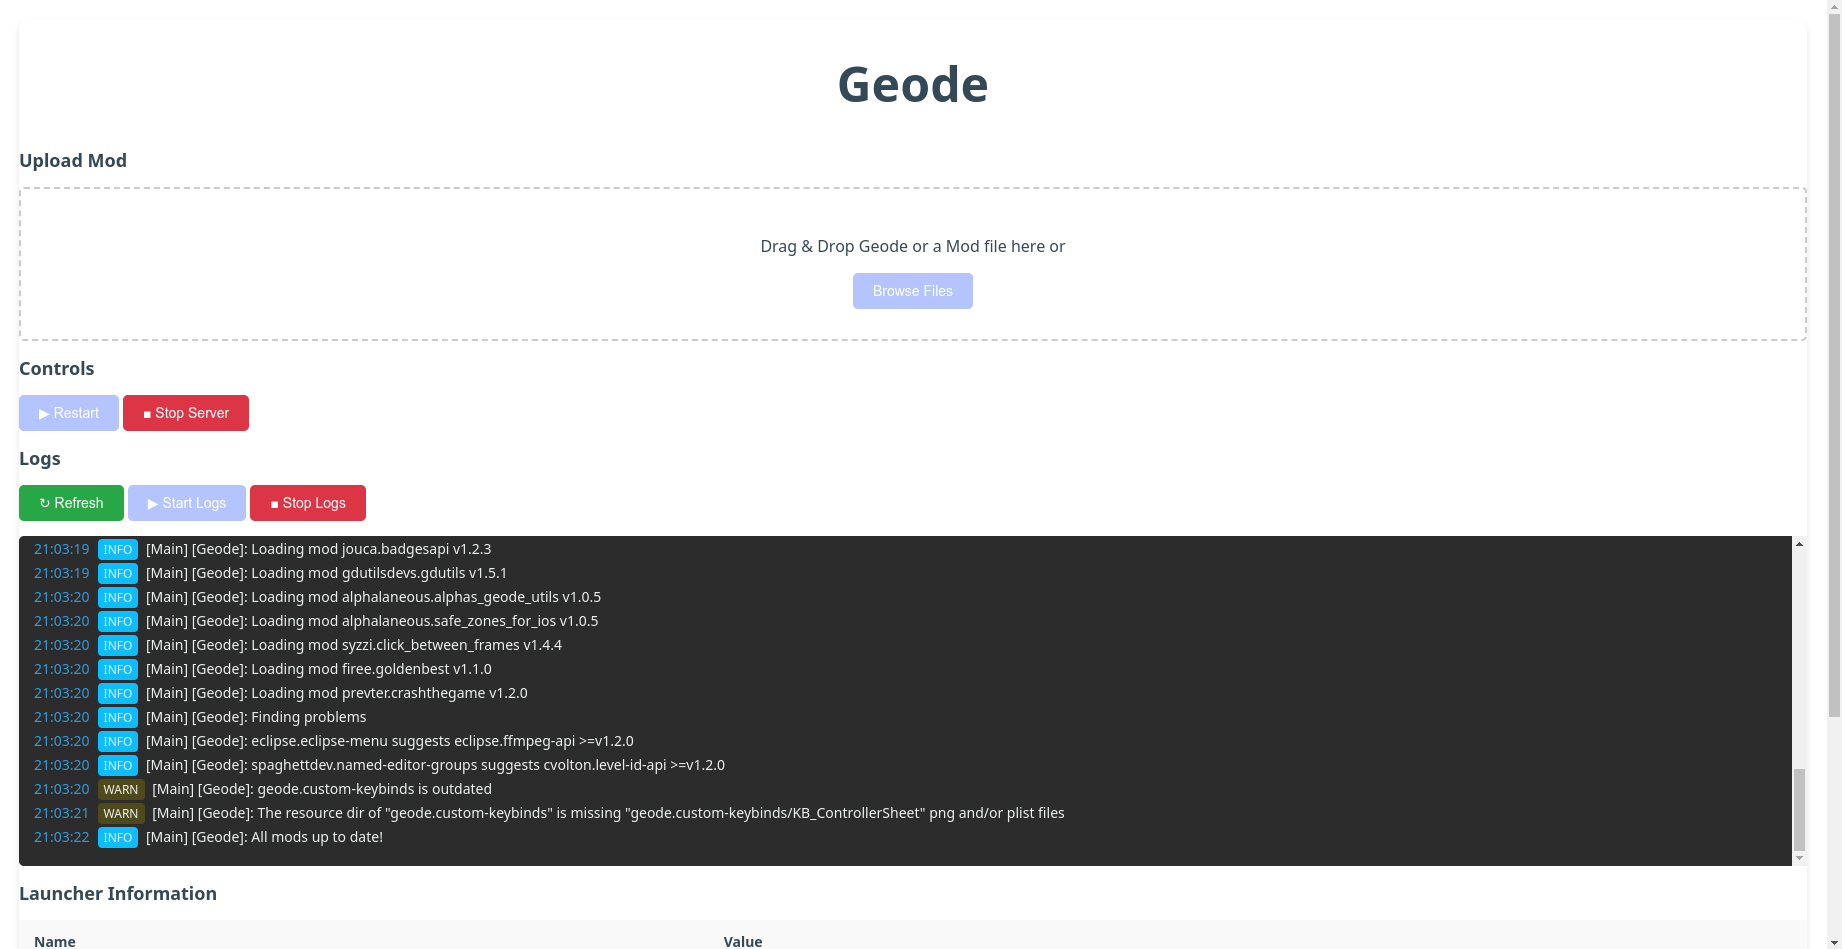 Geode
Upload Mod
Drag & Drop Geode or a Mod file here or
Browse Files
Controls
▶ Restart ■ Stop Server
Logs
↻ Refresh ▶ Start Logs ■ Stop Logs
21:03:19 INFO [Main] [Geode]: Loading mod jouca.badgesapi v1.2.3
21:03:19 INFO [Main] [Geode]: Loading mod gdutilsdevs.gdutils v1.5.1
21:03:20 INFO [Main] [Geode]: Loading mod alphalaneous.alphas_geode_utils v1.0.5
21:03:20 INFO [Main] [Geode]: Loading mod alphalaneous.safe_zones_for_ios v1.0.5
21:03:20 INFO [Main] [Geode]: Loading mod syzzi.click_between_frames v1.4.4
21:03:20 INFO [Main] [Geode]: Loading mod firee.goldenbest v1.1.0
21:03:20 INFO [Main] [Geode]: Loading mod prevter.crashthegame v1.2.0
21:03:20 INFO [Main] [Geode]: Finding problems
21:03:20 INFO [Main] [Geode]: eclipse.eclipse-menu suggests eclipse.ffmpeg-api >=v1.2.0
21:03:20 INFO [Main] [Geode]: spaghettdev.named-editor-groups suggests cvolton.level-id-api >=v1.2.0
21:03:20 WARN [Main] [Geode]: geode.custom-keybinds is outdated
21:03:21 WARN [Main] [Geode]: The resource dir of "geode.custom-keybinds" is missing "geode.custom-keybinds/KB_ControllerSheet" png and/or plist files
21:03:22 INFO [Main] [Geode]: All mods up to date!
Launcher Information
Name Value